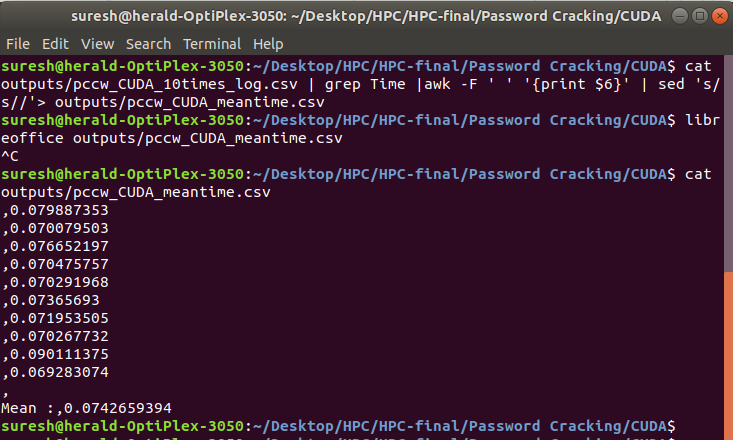 suresh@herald-OptiPlex-3050: ~/Desktop/HPC/HPC-final/Password Cracking/CUDA
File Edit View Search Terminal Help
suresh@herald-OptiPlex-3050:~/Desktop/HPC/HPC-final/Password Cracking/CUDA$ cat
outputs/pccw_CUDA_10times_log.csv | grep Time |awk -F ' ' '{print $6}' | sed 's/
s//'> outputs/pccw_CUDA_meantime.csv
suresh@herald-OptiPlex-3050:~/Desktop/HPC/HPC-final/Password Cracking/CUDA$ libr
eoffice outputs/pccw_CUDA_meantime.csv
^C
suresh@herald-OptiPlex-3050:~/Desktop/HPC/HPC-final/Password Cracking/CUDA$ cat
outputs/pccw_CUDA_meantime.csv
,0.079887353
,0.070079503
,0.076652197
,0.070475757
,0.070291968
,0.07365693
,0.071953505
,0.070267732
,0.090111375
,0.069283074
,
Mean :,0.0742659394
suresh@herald-OptiPlex-3050:~/Desktop/HPC/HPC-final/Password Cracking/CUDA$